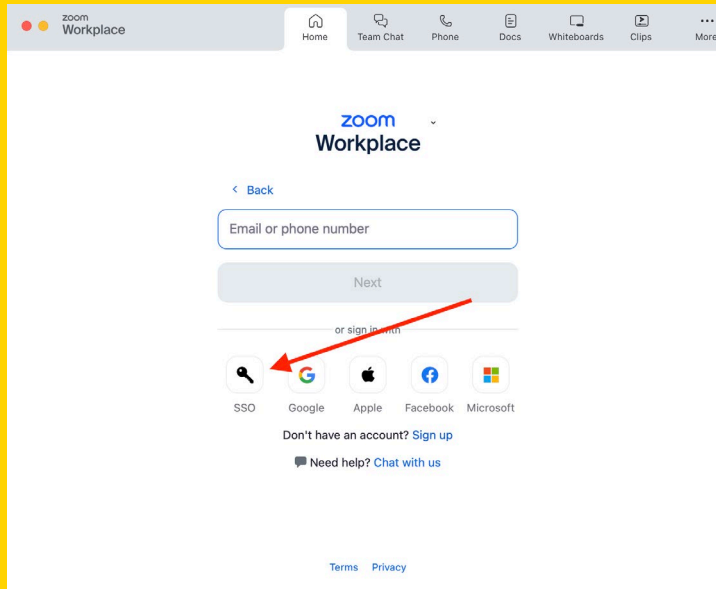 zoom
Workplace
Home
Team Chat
Phone
Docs
Whiteboards
Clips
More
zoom
Workplace
Back
Email or phone number
Next
or sign in with
SSO
Google
Apple
Facebook
Microsoft
Don't have an account? Sign up
Need help? Chat with us
Terms Privacy